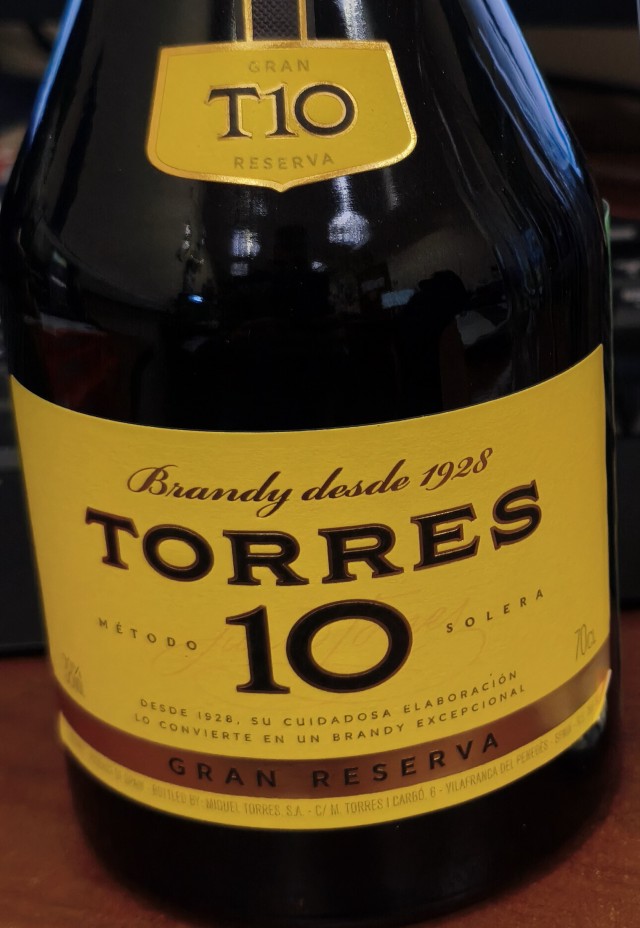 GRAN
T10
RESERVA
Brandy desde 1928
TORRES
10
MÉTODO SOLERA
70cl
DESDE 1928, SU CUIDADOSA ELABORACIÓN
LO CONVIERTE EN UN BRANDY EXCEPCIONAL
GRAN RESERVA
BOTTLED BY: MIGUEL TORRES, S.A. - C/ M. TORRES I CARBÓ, 6 - VILAFRANCA DEL PENEDÈS - SPAIN